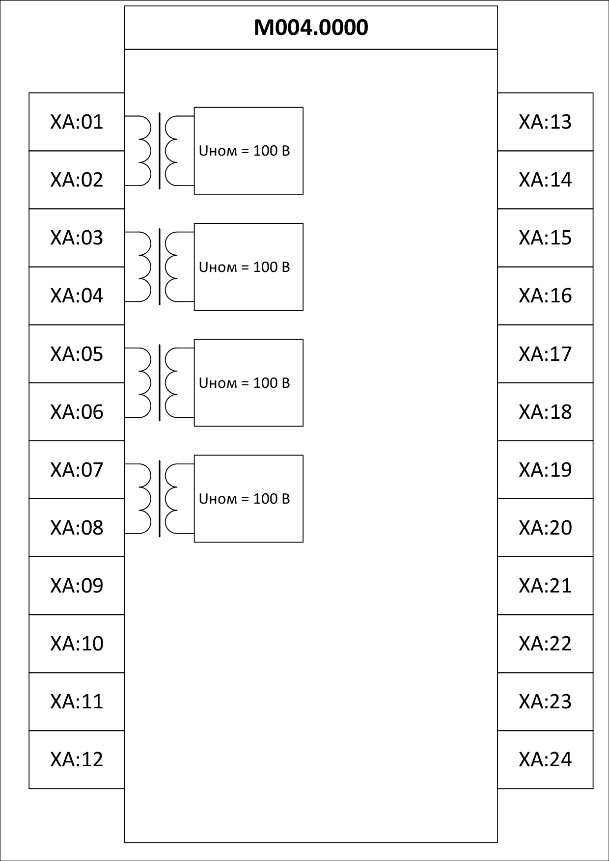 М004.0000
XA:01
Uном = 100 В
XA:13
XA:02
XA:14
XA:03
Uном = 100 В
XA:15
XA:04
XA:16
XA:05
Uном = 100 В
XA:17
XA:06
XA:18
XA:07
Uном = 100 В
XA:19
XA:08
XA:20
XA:09
XA:21
XA:10
XA:22
XA:11
XA:23
XA:12
XA:24